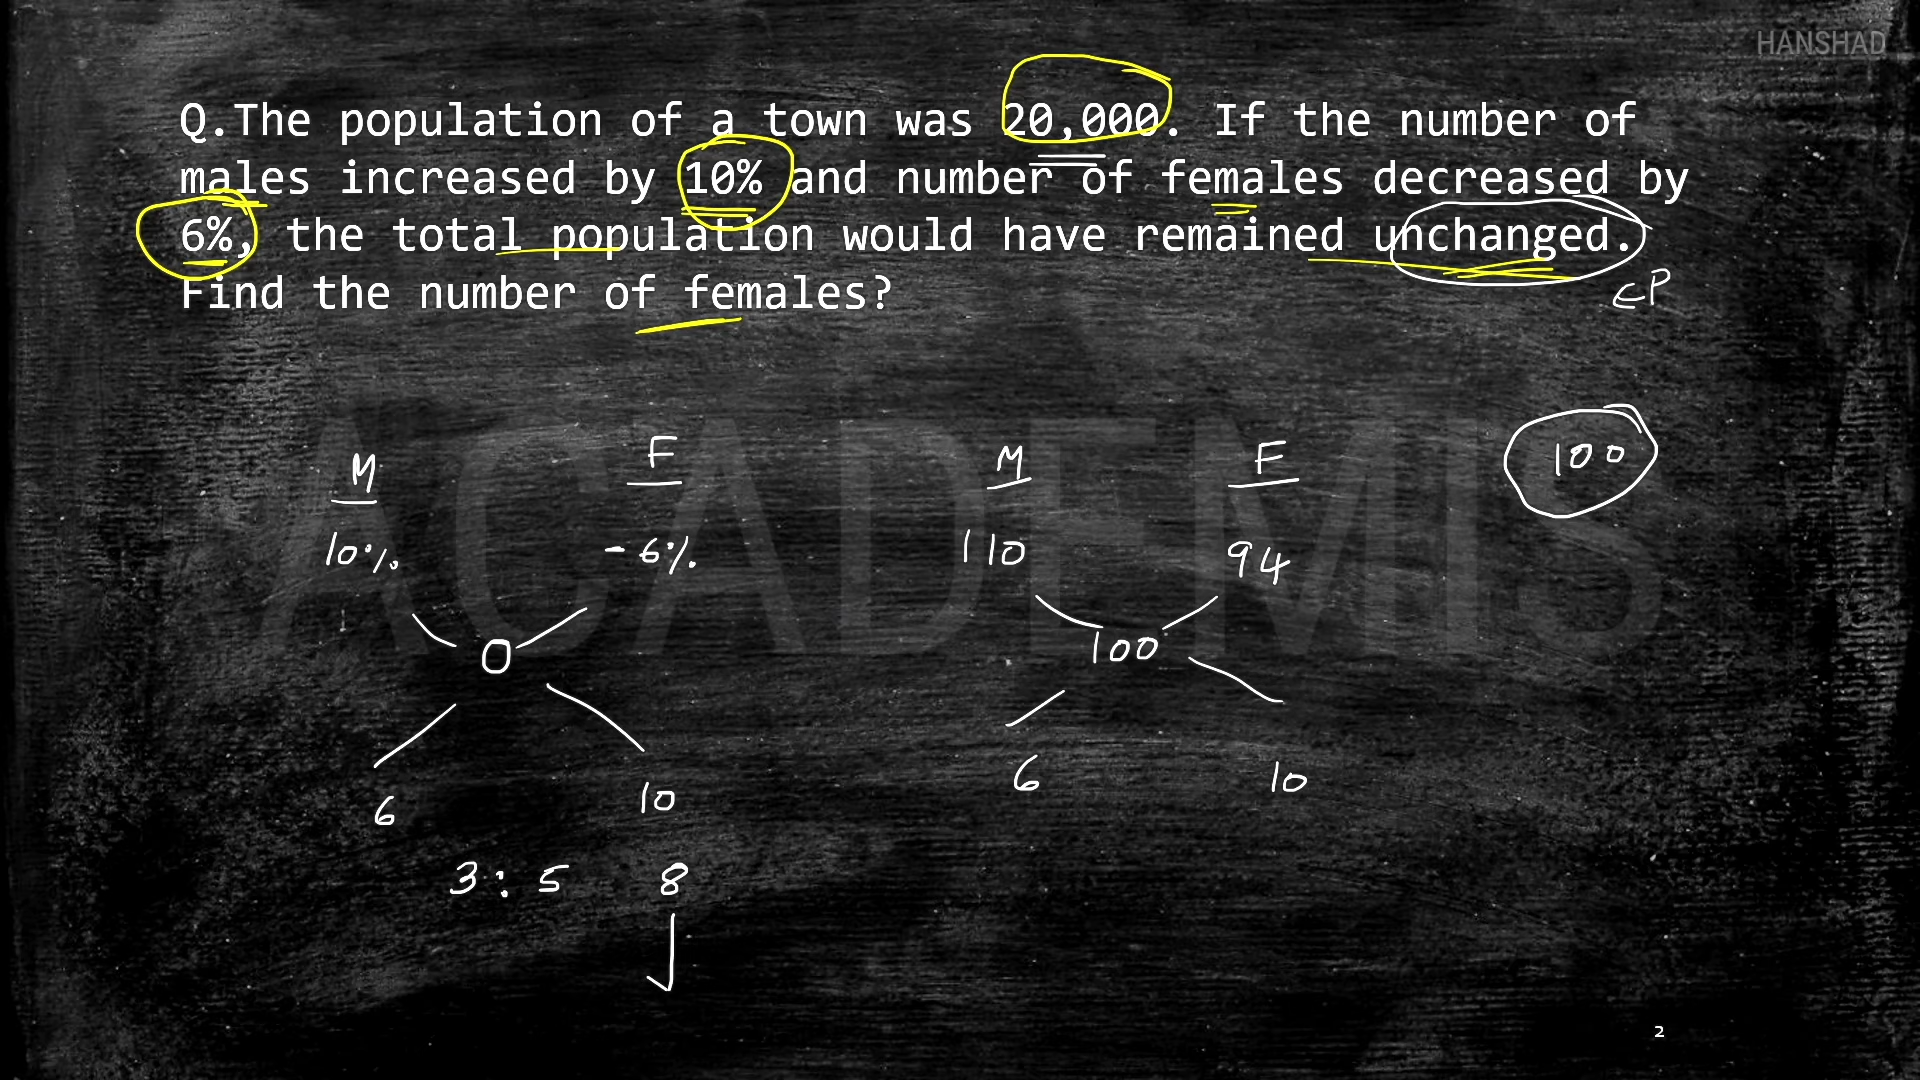 HANSHAD
Q.The population of a town was 20,000. If the number of
males increased by 10% and number of females decreased by
6%, the total population would have remained unchanged.
Find the number of females?
CP
M F M F 100
10% -6% 110 94
0 100
6 10 6 10
3 : 5 8
ACADEMIS
2